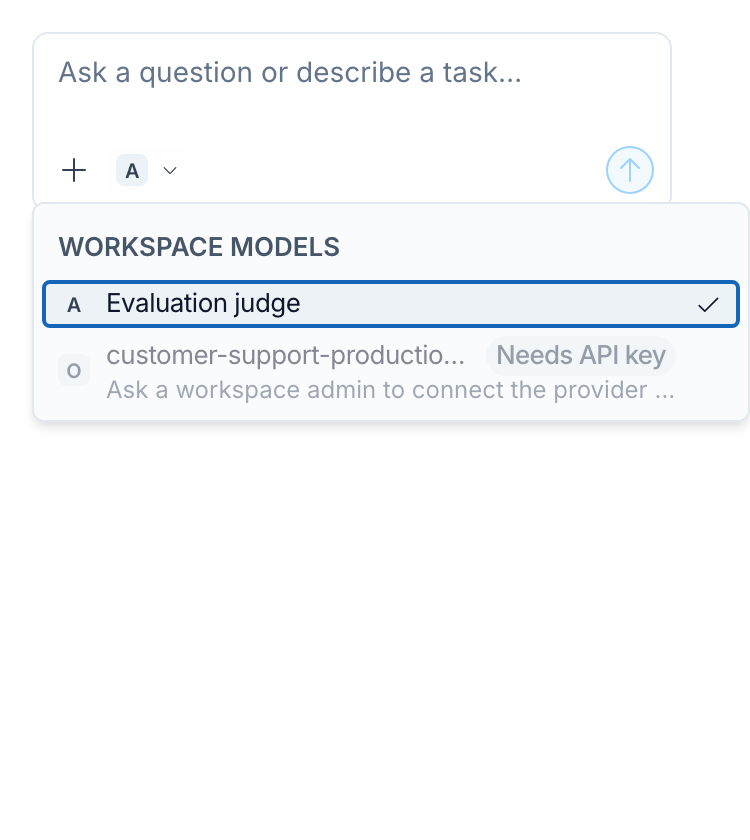 Ask a question or describe a task...
A
WORKSPACE MODELS
A Evaluation judge
O customer-support-productio... Needs API key
Ask a workspace admin to connect the provider ...